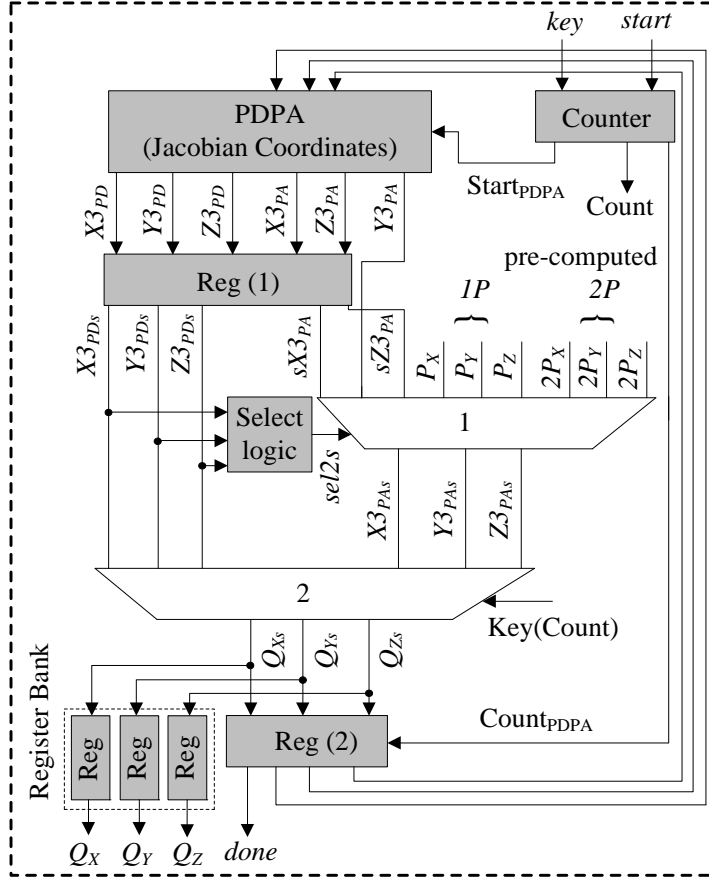 key
start
PDPA
(Jacobian Coordinates)
Counter
Start_PDPA
Count
X3_PD
Y3_PD
Z3_PD
X3_PA
Z3_PA
Y3_PA
Reg (1)
pre-computed
1P
2P
{
{
X3_PDs
Y3_PDs
Z3_PDs
sX3_PA
sZ3_PA
P_X
P_Y
P_Z
2P_X
2P_Y
2P_Z
Select
logic
sel2s
1
X3_PAs
Y3_PAs
Z3_PAs
2
Key(Count)
Q_Xs
Q_Ys
Q_Zs
Register Bank
Reg
Reg
Reg
Reg (2)
Count_PDPA
Q_X
Q_Y
Q_Z
done